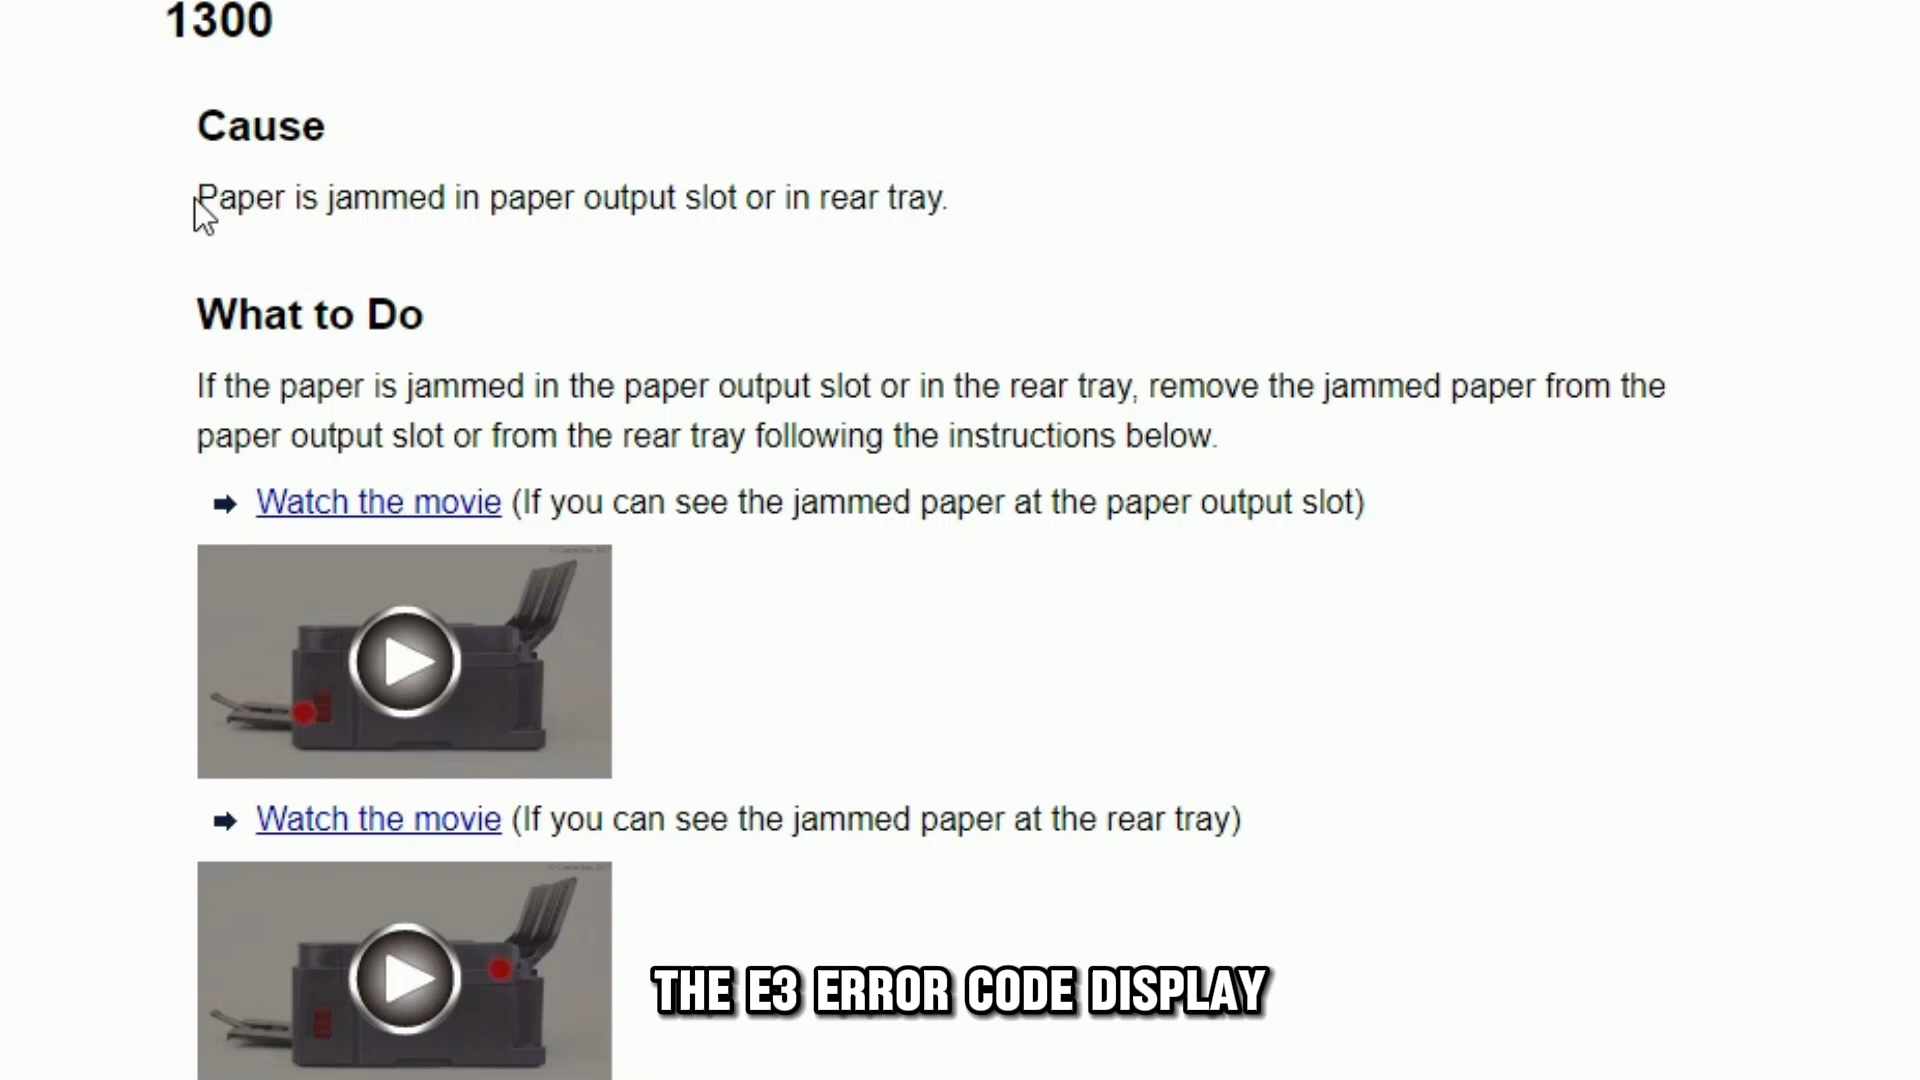 1300
Cause
Paper is jammed in paper output slot or in rear tray.
What to Do
If the paper is jammed in the paper output slot or in the rear tray, remove the jammed paper from the
paper output slot or from the rear tray following the instructions below.
Watch the movie (If you can see the jammed paper at the paper output slot)
Watch the movie (If you can see the jammed paper at the rear tray)
THE E3 ERROR CODE DISPLAY